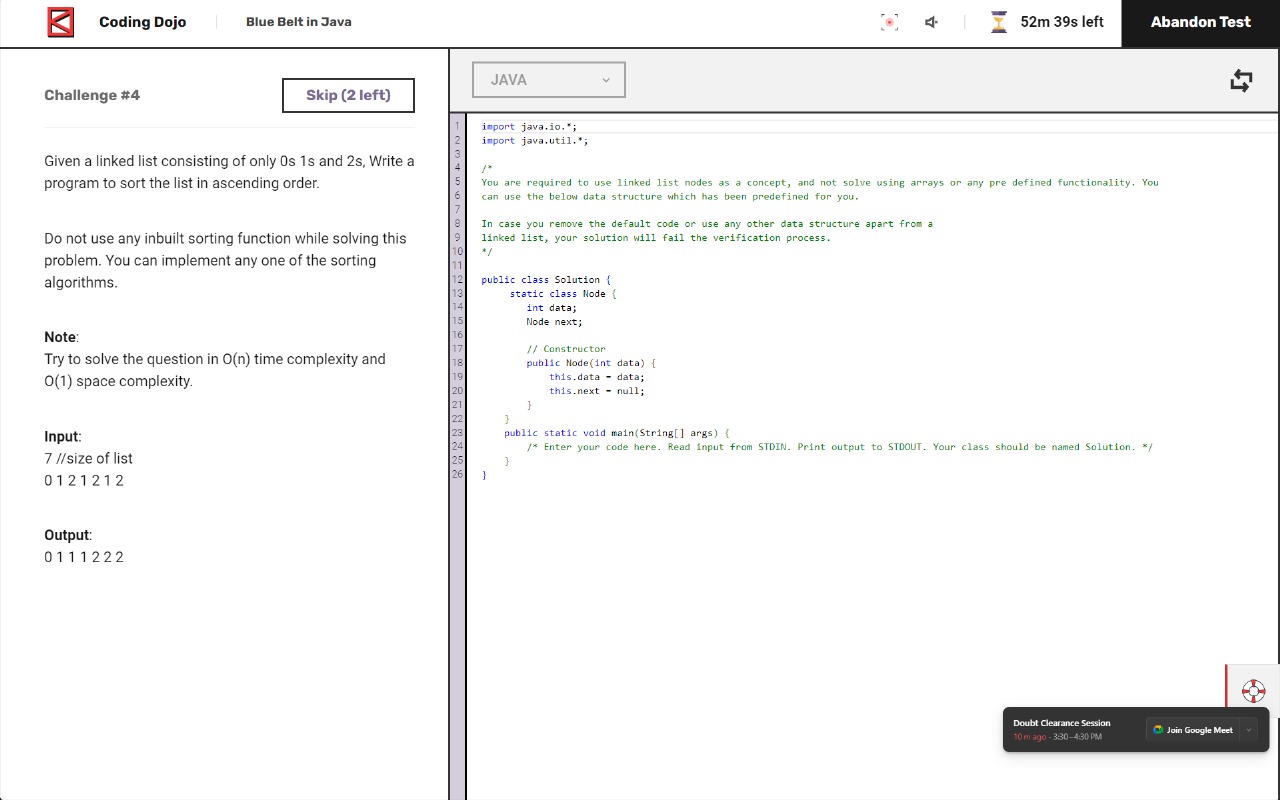 Coding Dojo
Blue Belt in Java
52m 39s left
Abandon Test
Challenge #4
Skip (2 left)
Given a linked list consisting of only 0s 1s and 2s, Write a
program to sort the list in ascending order.
Do not use any inbuilt sorting function while solving this
problem. You can implement any one of the sorting
algorithms.
Note:
Try to solve the question in O(n) time complexity and
O(1) space complexity.
Input:
7 //size of list
0 1 2 1 2 1 2
Output:
0 1 1 1 2 2 2
JAVA
1 import java.io.*;
2 import java.util.*;
3
4 /*
5 You are required to use linked list nodes as a concept, and not solve using arrays or any pre defined functionality. You
6 can use the below data structure which has been predefined for you.
7
8 In case you remove the default code or use any other data structure apart from a
9 linked list, your solution will fail the verification process.
10 */
11
12 public class Solution {
13 static class Node {
14 int data;
15 Node next;
16
17 // Constructor
18 public Node(int data) {
19 this.data = data;
20 this.next = null;
21 }
22 }
23 public static void main(String[] args) {
24 /* Enter your code here. Read input from STDIN. Print output to STDOUT. Your class should be named Solution. */
25 }
26 }
Doubt Clearance Session
10 m ago - 3:30–4:30 PM
Join Google Meet